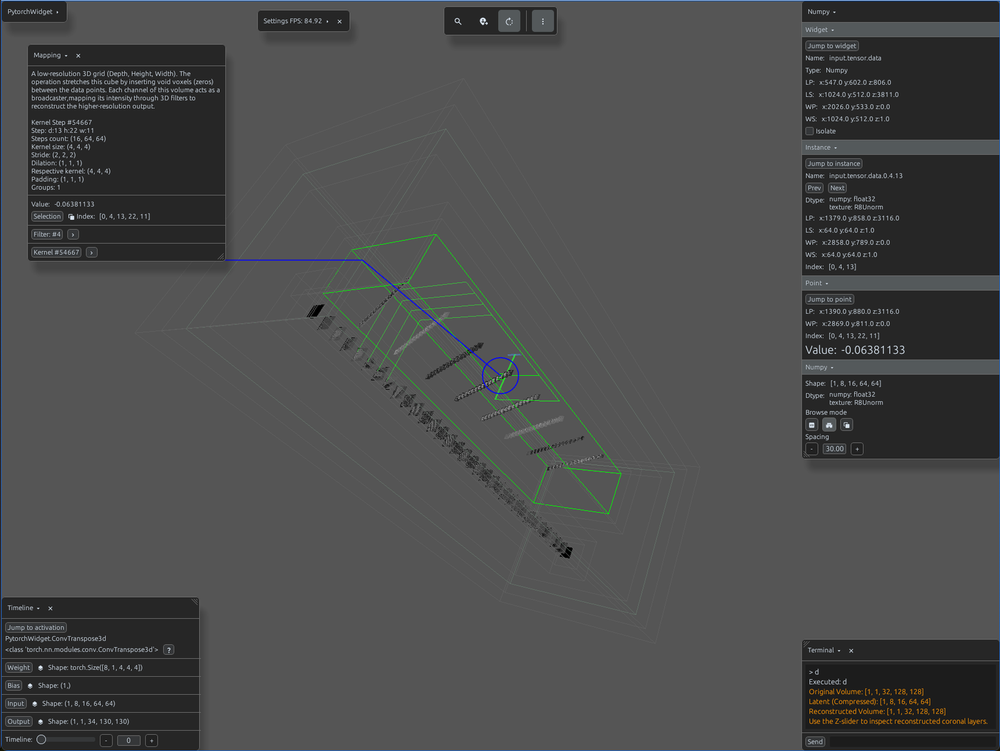 PytorchWidget
Settings FPS: 84.92
Mapping
A low-resolution 3D grid (Depth, Height, Width). The
operation stretches this cube by inserting void voxels (zeros)
between the data points. Each channel of this volume acts as a
broadcaster,mapping its intensity through 3D filters to
reconstruct the higher-resolution output.
Kernel Step #54667
Step: d:13 h:22 w:11
Steps count: (16, 64, 64)
Kernel size: (4, 4, 4)
Stride: (2, 2, 2)
Dilation: (1, 1, 1)
Respective kernel: (4, 4, 4)
Padding: (1, 1, 1)
Groups: 1
Value: -0.06381133
Selection Index: [0, 4, 13, 22, 11]
Filter: #4 >
Kernel #54667 >
Numpy
Widget
Jump to widget
Name: input.tensor.data
Type: Numpy
LP: x:547.0 y:602.0 z:806.0
LS: x:1024.0 y:512.0 z:3811.0
WP: x:2026.0 y:533.0 z:0.0
WS: x:1024.0 y:512.0 z:1.0
Isolate
Instance
Jump to instance
Name: input.tensor.data.0.4.13
Prev Next
Dtype: numpy: float32
texture: R8Unorm
LP: x:1379.0 y:858.0 z:3116.0
LS: x:64.0 y:64.0 z:1.0
WP: x:2858.0 y:789.0 z:0.0
WS: x:64.0 y:64.0 z:1.0
Index: [0, 4, 13]
Point
Jump to point
LP: x:1390.0 y:880.0 z:3116.0
WP: x:2869.0 y:811.0 z:0.0
Index: [0, 4, 13, 22, 11]
Value: -0.06381133
Numpy
Shape: [1, 8, 16, 64, 64]
Dtype: numpy: float32
texture: R8Unorm
Browse mode
Spacing
- 30.00 +
Timeline
Jump to activation
PytorchWidget.ConvTranspose3d
<class 'torch.nn.modules.conv.ConvTranspose3d'> ?
Weight Shape: torch.Size([8, 1, 4, 4, 4])
Bias Shape: (1,)
Input Shape: (1, 8, 16, 64, 64)
Output Shape: (1, 1, 34, 130, 130)
Timeline: - 0 +
Terminal
> d
Executed: d
Original Volume: [1, 1, 32, 128, 128]
Latent (Compressed): [1, 8, 16, 64, 64]
Reconstructed Volume: [1, 1, 32, 128, 128]
Use the Z-slider to inspect reconstructed coronal layers.
Send